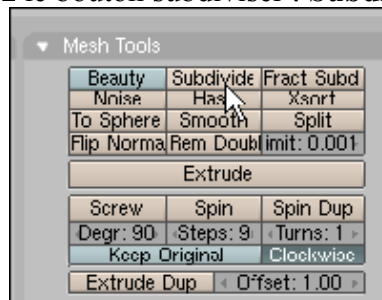 Mesh Tools
Beauty Subdivide Fract Subd
Noise Has Xsort
To Sphere Smooth Split
Flip Norma Rem Doubl imit: 0.001
Extrude
Screw Spin Spin Dup
Degr: 90 Steps: 9 Turns: 1
Keep Original Clockwise
Extrude Dup Offset: 1.00